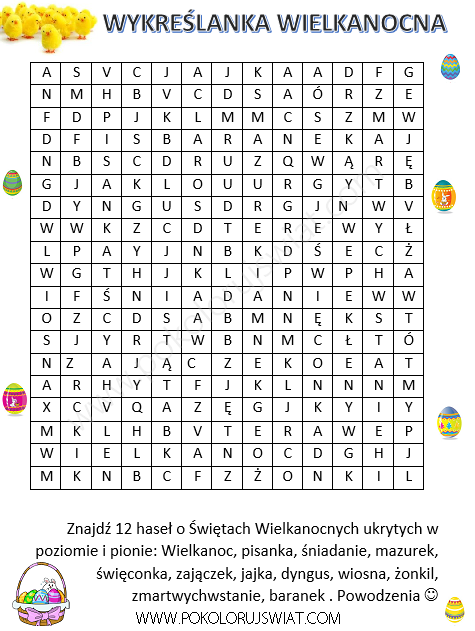 WYKREŚLANKA WIELKANOCNA
A S V C J A J K A A D F G
N M H B V C D S A Ó R Z E
F D P J K L M M C S Z M W
D F I S B A R A N E K A J
N B S C D R U Z Q W Ą R Ę
G J A K L O U U R G J T B
D Y N G U S D R G J N W V
W W K Z C D T E R E W Y Ł
L P A Y J N B K D Ś E C Ż
W G T H J K L I P W P H A
I F Ś N I A D A N I E W W
O Z C D S A B M N Ę K S T
S J Y R T W B N M C Ł T Ó
N Z A J Ą C Z E K O E A T
A R H J T F J K L N N N M
X C V Q A Z Ę G J K Y I Y
M K L H B V T E R A W E P
W I E L K A N O C D G H J
M K N B C F Z Ż O N K I L
Znajdź 12 haseł o Świętach Wielkanocnych ukrytych w
poziomie i pionie: Wielkanoc, pisanka, śniadanie, mazurek,
święconka, zajączek, jajka, dyngus, wiosna, żonkil,
zmartwychwstanie, baranek . Powodzenia ☺
WWW.POKOLORUJSWIAT.COM